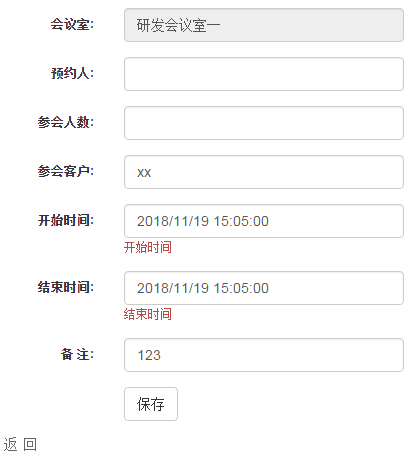 会议室: 研发会议室一
预约人:
参会人数:
参会客户: xx
开始时间: 2018/11/19 15:05:00
开始时间
结束时间: 2018/11/19 15:05:00
结束时间
备 注: 123
保存
返 回